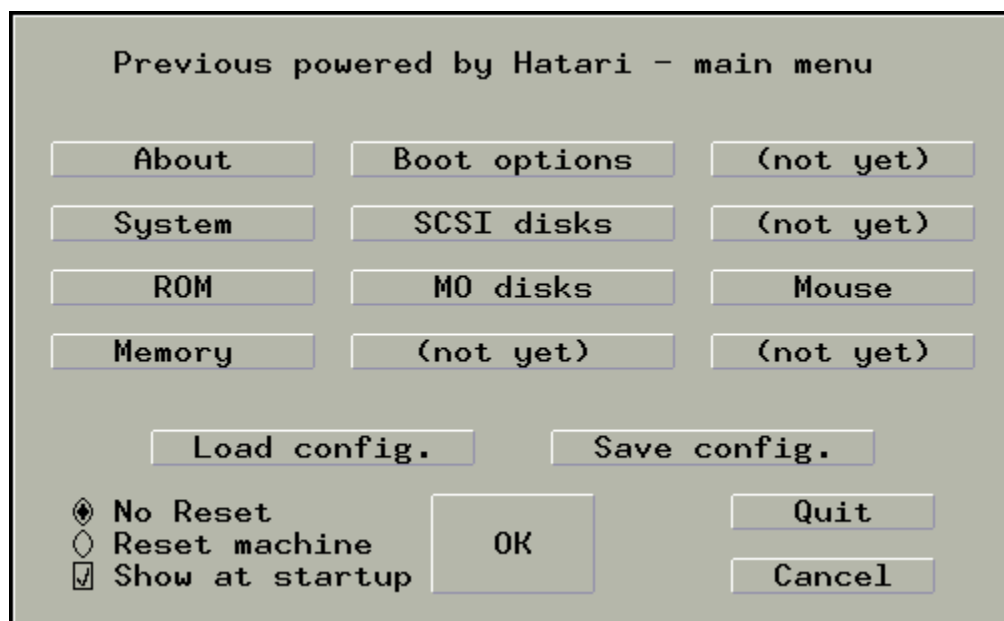 Previous powered by Hatari - main menu
About Boot options (not yet)
System SCSI disks (not yet)
ROM MO disks Mouse
Memory (not yet) (not yet)
Load config. Save config.
No Reset
Reset machine
Show at startup
OK
Quit
Cancel